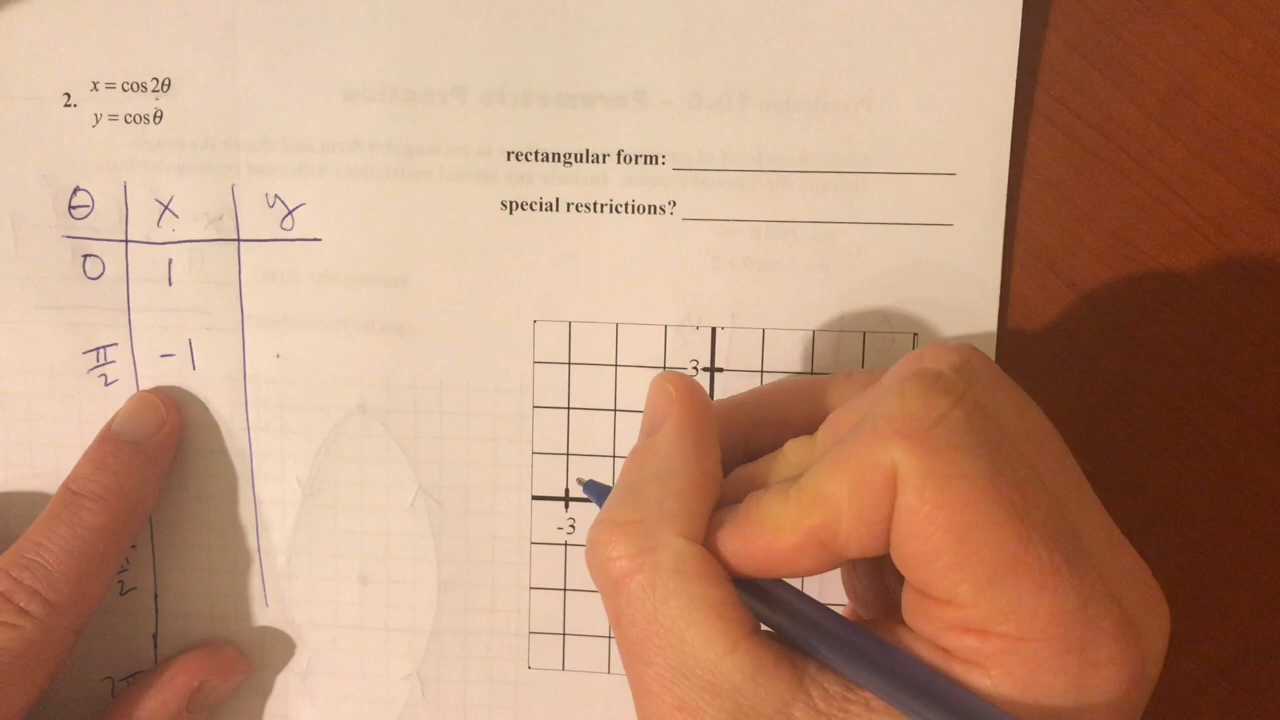 2. x = cos 2θ
y = cos θ
rectangular form:
special restrictions?
θ x y
0 1
π/2 -1
3
-3